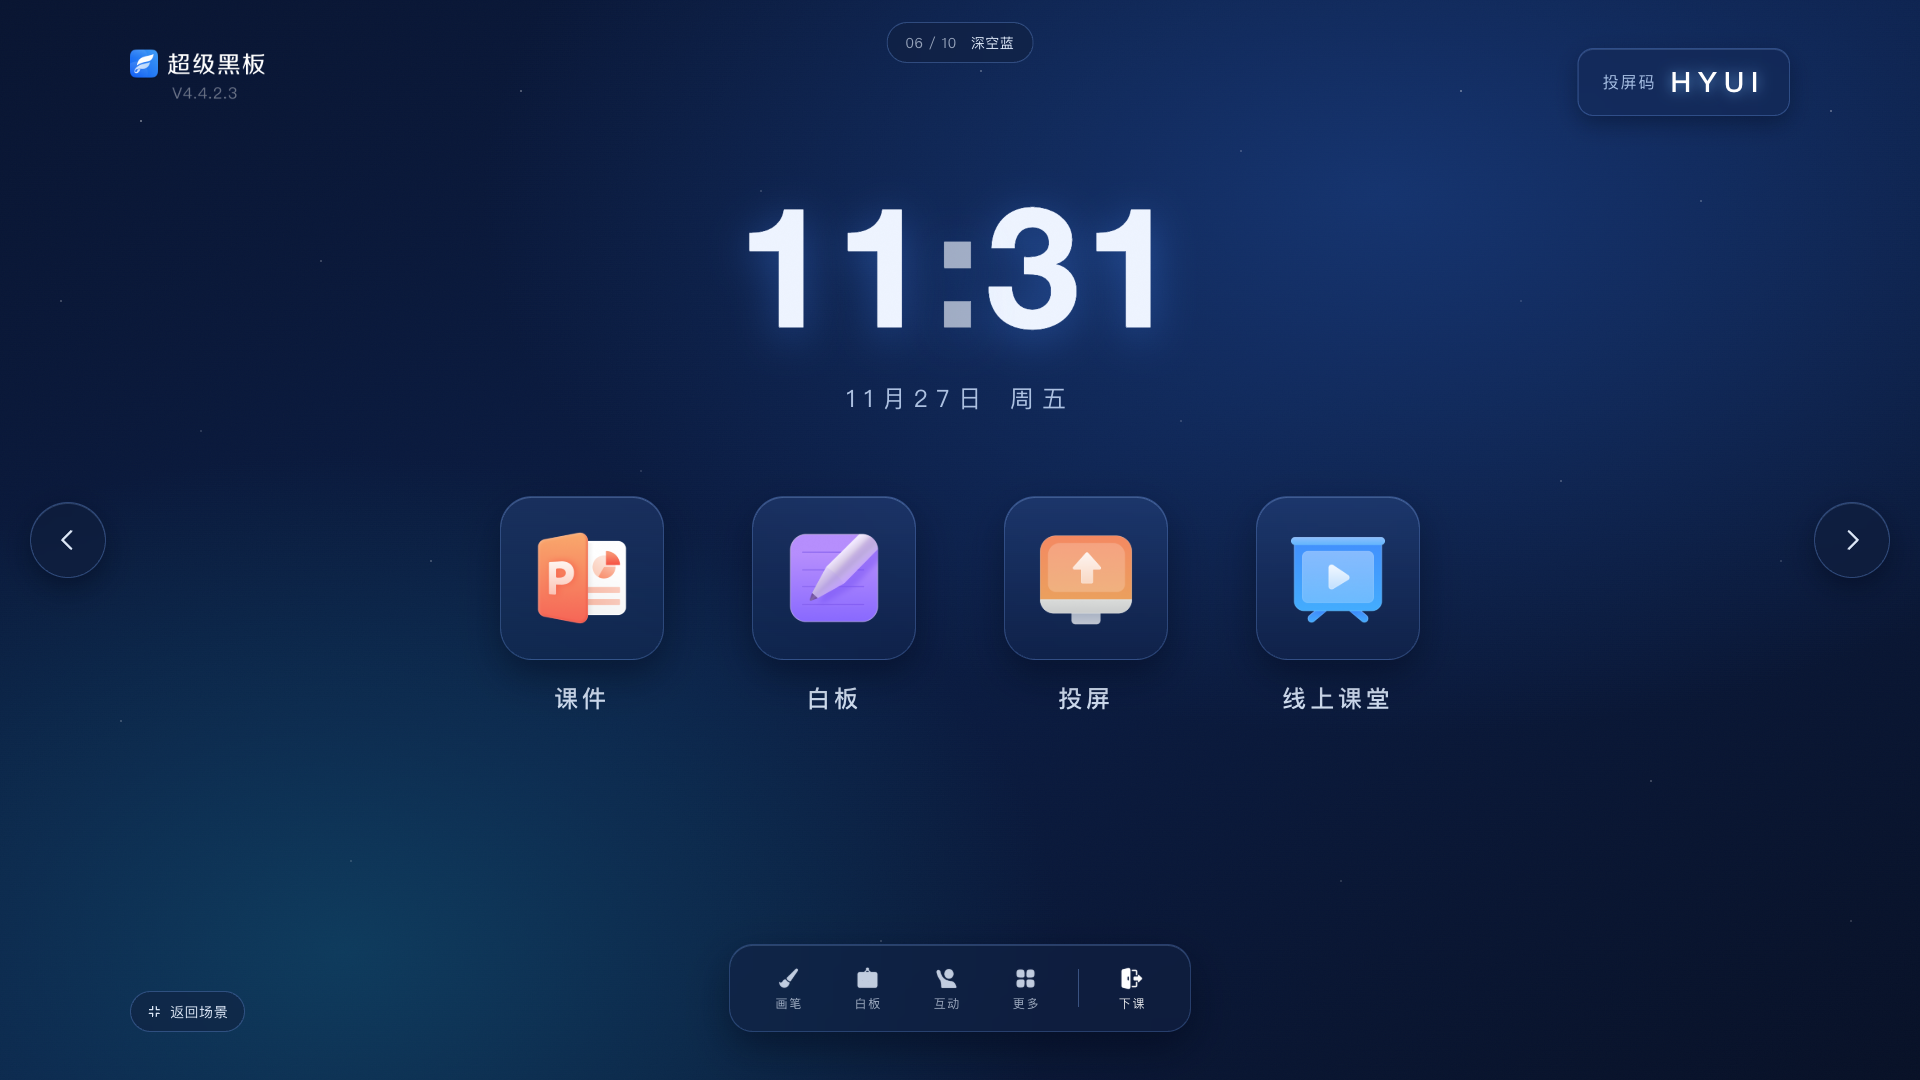 06 / 10 深空蓝
超级黑板
V4.4.2.3
投屏码 HYUI
11:31
11月27日 周五
P
课件
白板
投屏
线上课堂
画笔
白板
互动
更多
下课
返回场景